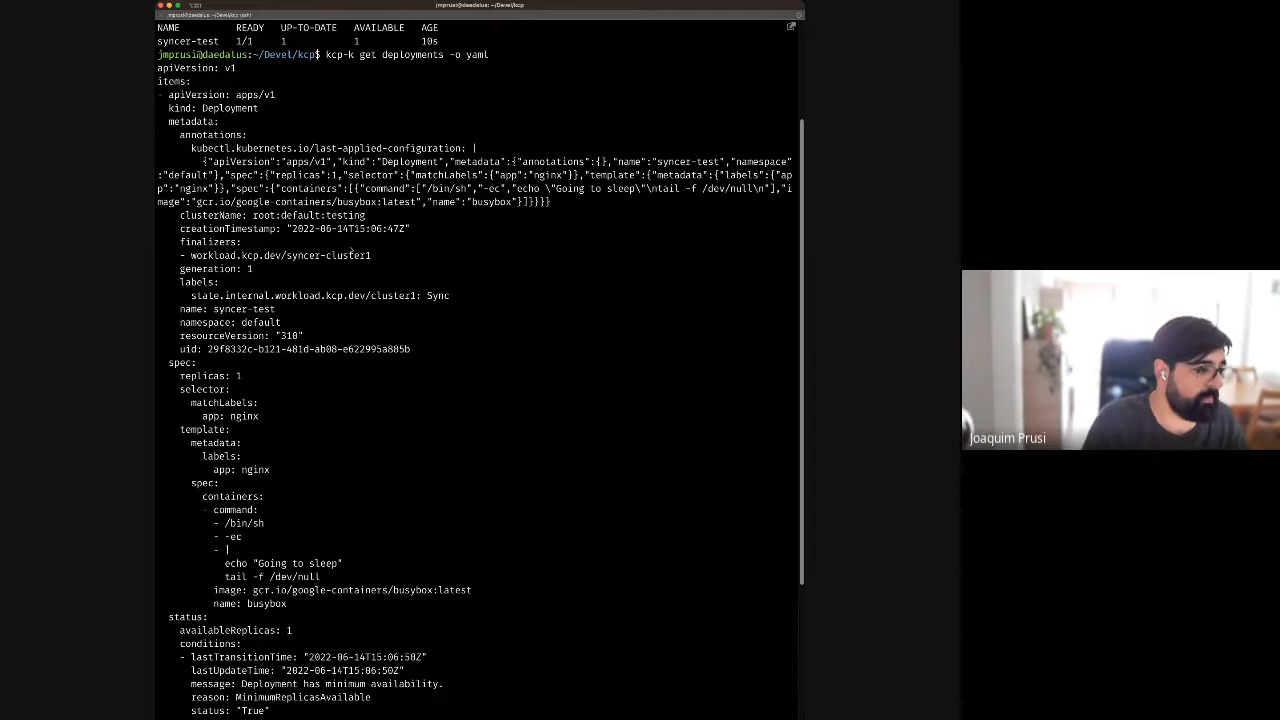 jmprusi@daedalus: ~/Devel/kcp
jmprusi@daedalus: ~/Devel/kcp (ssh)
NAME READY UP-TO-DATE AVAILABLE AGE
syncer-test 1/1 1 1 10s
jmprusi@daedalus:~/Devel/kcp$ kcp-k get deployments -o yaml
apiVersion: v1
items:
- apiVersion: apps/v1
kind: Deployment
metadata:
annotations:
kubectl.kubernetes.io/last-applied-configuration: |
{"apiVersion":"apps/v1","kind":"Deployment","metadata":{"annotations":{},"name":"syncer-test","namespace"
:"default"},"spec":{"replicas":1,"selector":{"matchLabels":{"app":"nginx"}},"template":{"metadata":{"labels":{"ap
p":"nginx"}},"spec":{"containers":[{"command":["/bin/sh","-ec","echo \"Going to sleep\"\ntail -f /dev/null\n"],"i
mage":"gcr.io/google-containers/busybox:latest","name":"busybox"}]}}}}
clusterName: root:default:testing
creationTimestamp: "2022-06-14T15:06:47Z"
finalizers:
- workload.kcp.dev/syncer-cluster1
generation: 1
labels:
state.internal.workload.kcp.dev/cluster1: Sync
name: syncer-test
namespace: default
resourceVersion: "310"
uid: 29f8332c-b121-481d-ab08-e622995a885b
spec:
replicas: 1
selector:
matchLabels:
app: nginx
template:
metadata:
labels:
app: nginx
spec:
containers:
- command:
- /bin/sh
- -ec
- |
echo "Going to sleep"
tail -f /dev/null
image: gcr.io/google-containers/busybox:latest
name: busybox
status:
availableReplicas: 1
conditions:
- lastTransitionTime: "2022-06-14T15:06:50Z"
lastUpdateTime: "2022-06-14T15:06:50Z"
message: Deployment has minimum availability.
reason: MinimumReplicasAvailable
status: "True"
Joaquim Prusi